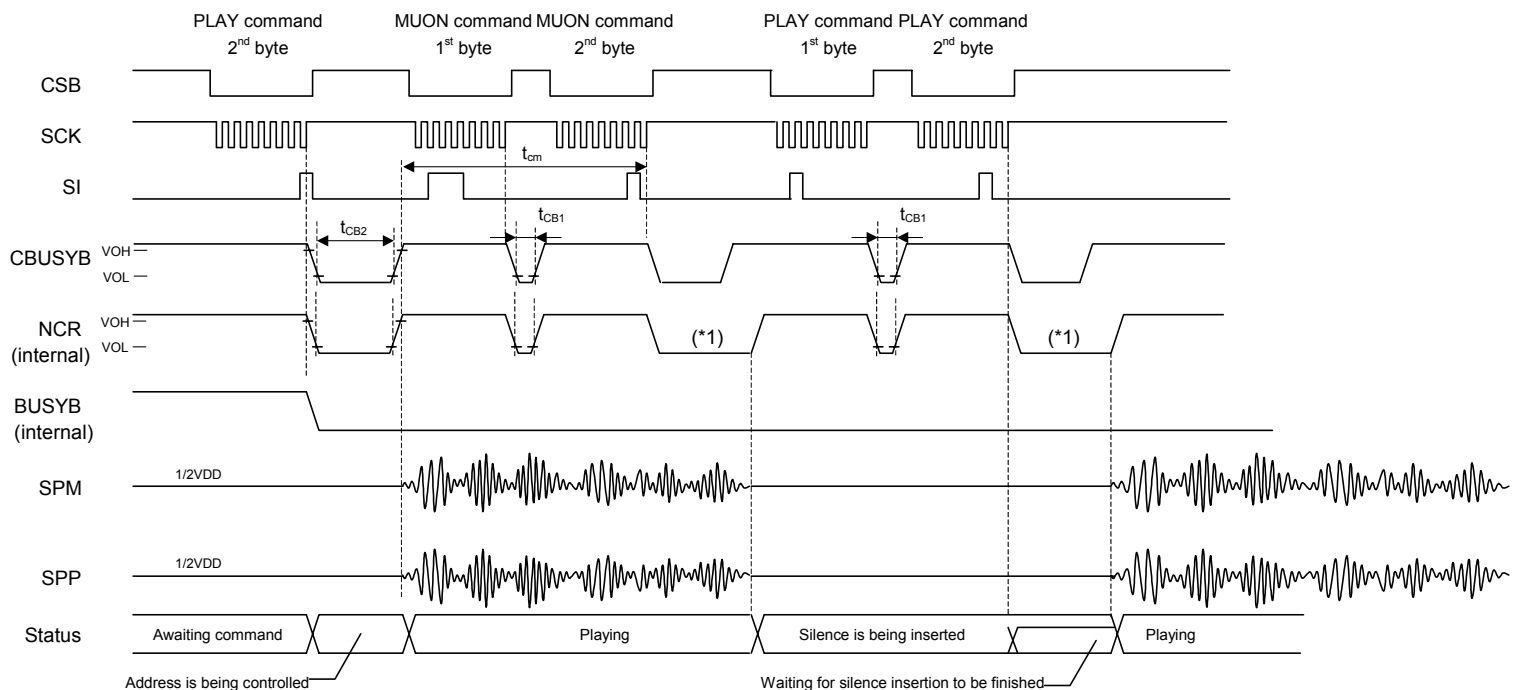 PLAY command MUON command MUON command PLAY command PLAY command
2nd byte 1st byte 2nd byte 1st byte 2nd byte
CSB
SCK
tcm
SI
tCB2 tCB1 tCB1
CBUSYB VOH
VOL
NCR (internal) VOH
VOL
(*1) (*1)
BUSYB
(internal)
1/2VDD
SPM
1/2VDD
SPP
Status Awaiting command Playing Silence is being inserted Playing
Address is being controlled Waiting for silence insertion to be finished